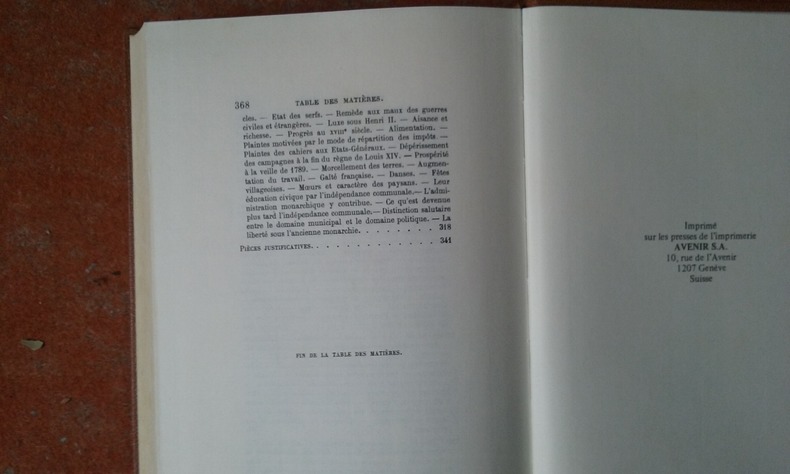 368 TABLE DES MATIÈRES.
cles. — Etat des serfs. — Remède aux maux des guerres
civiles et étrangères. — Luxe sous Henri II. — Aisance et
richesse. — Progrès au XVIIIe siècle. — Alimentation. —
Plaintes motivées par le mode de répartition des impôts. —
Plaintes des cahiers aux Etats-Généraux. — Dépérissement
des campagnes à la fin du règne de Louis XIV. — Prospérité
à la veille de 1789. — Morcellement des terres. — Augmen-
tation du travail. — Gaîté française. — Danses. — Fêtes
villageoises. — Mœurs et caractère des paysans. — Leur
éducation civique par l'indépendance communale.— L'admi-
nistration monarchique y contribue. — Ce qu'est devenue
plus tard l'indépendance communale.— Distinction salutaire
entre le domaine municipal et le domaine politique. — La
liberté sous l'ancienne monarchie. . . . . . . . 318
PIÈCES JUSTIFICATIVES. . . . . . . . . . . . . 341
FIN DE LA TABLE DES MATIÈRES.
Imprimé
sur les presses de l'imprimerie
AVENIR S.A.
10, rue de l'Avenir
1207 Genève
Suisse